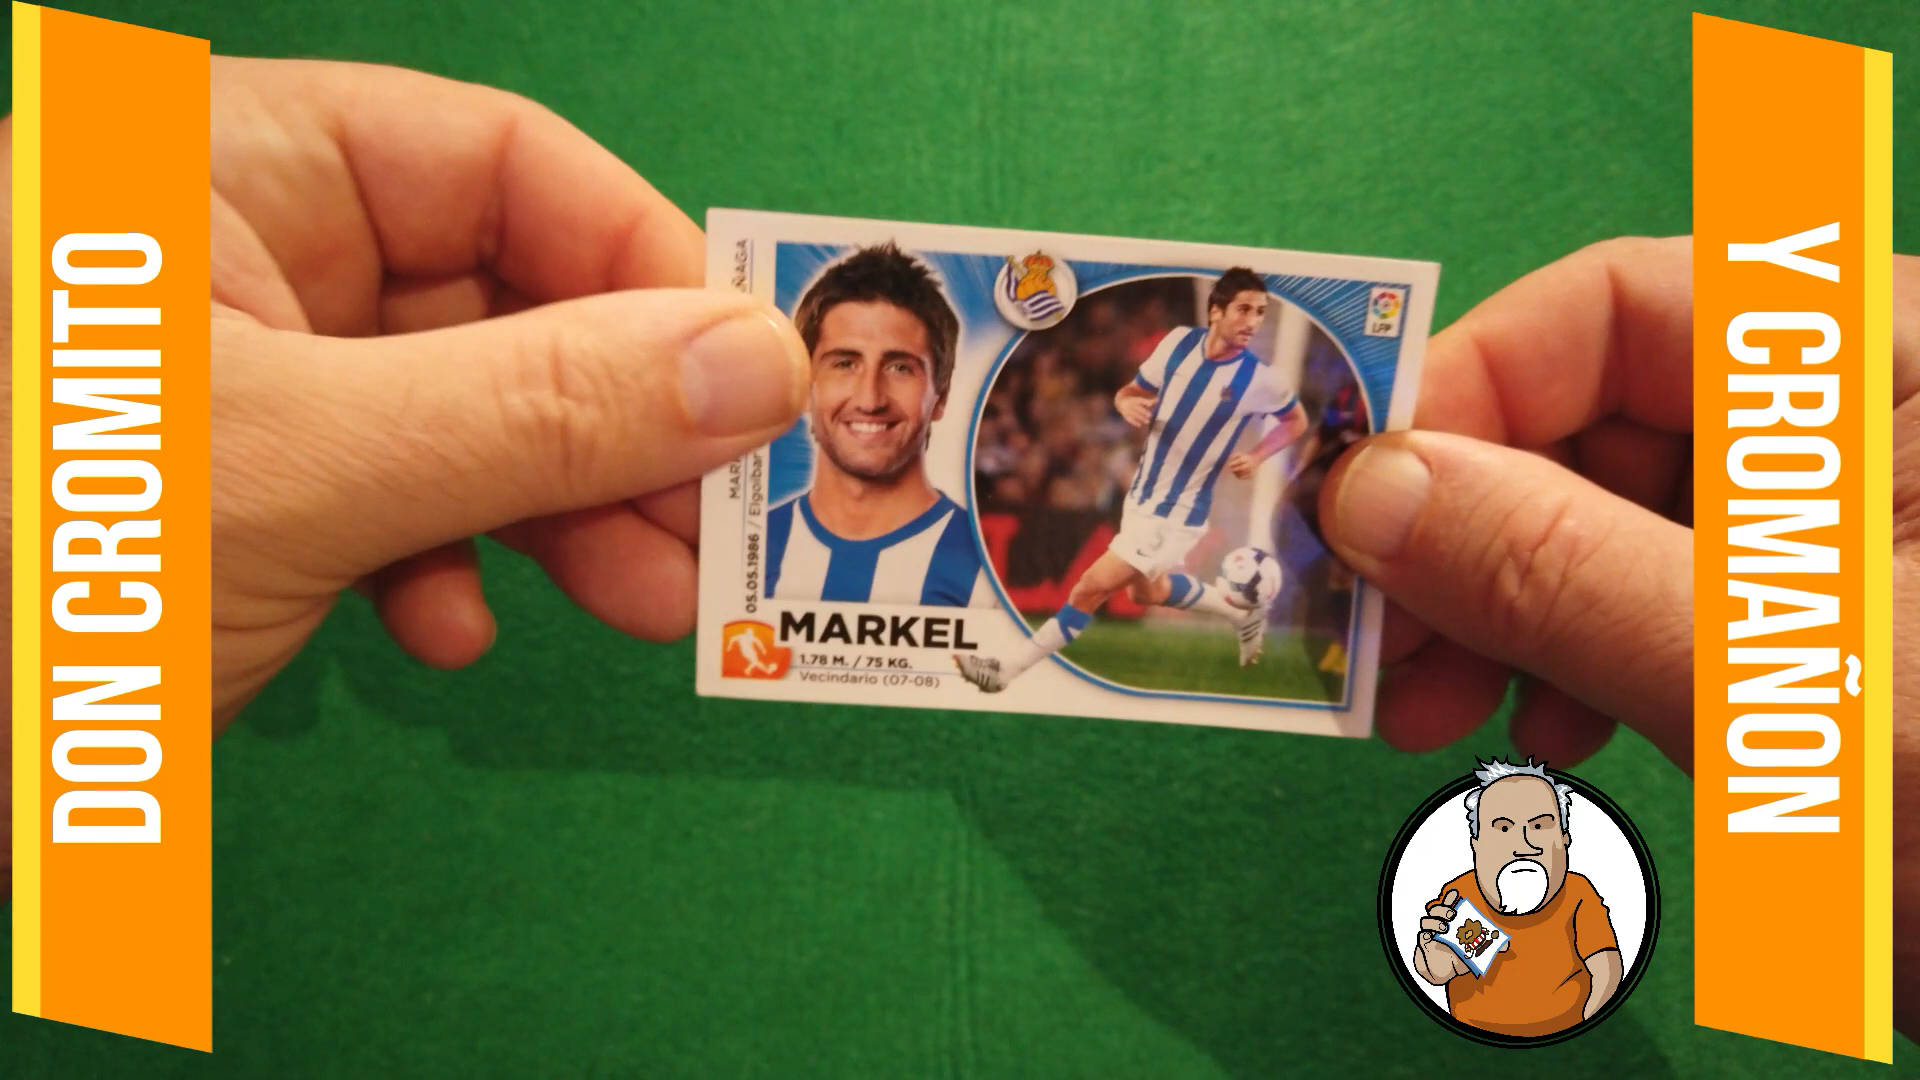 DON CROMITO
05.05.1986 / Elgoibar
MARKEL
1.78 M. / 75 KG.
Vecindario (07-08)
LFP
Y CROMAÑON